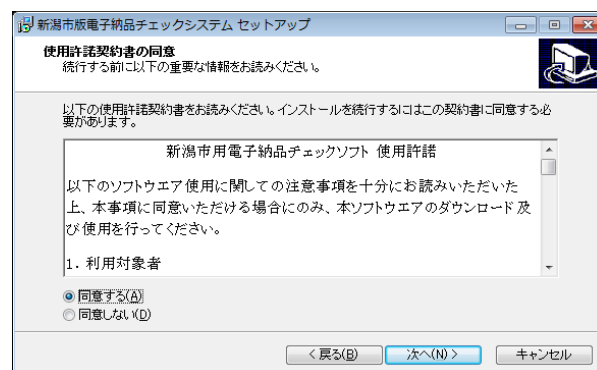 新潟市版電子納品チェックシステム セットアップ
使用許諾契約書の同意
続行する前に以下の重要な情報をお読みください。
以下の使用許諾契約書をお読みください。インストールを続行するにはこの契約書に同意する必
要があります。
新潟市用電子納品チェックソフト 使用許諾
以下のソフトウエア使用に関しての注意事項を十分にお読みいただいた
上、本事項に同意いただける場合にのみ、本ソフトウエアのダウンロード及
び使用を行ってください。
1. 利用対象者
同意する(A)
同意しない(D)
< 戻る(B) 次へ(N) > キャンセル